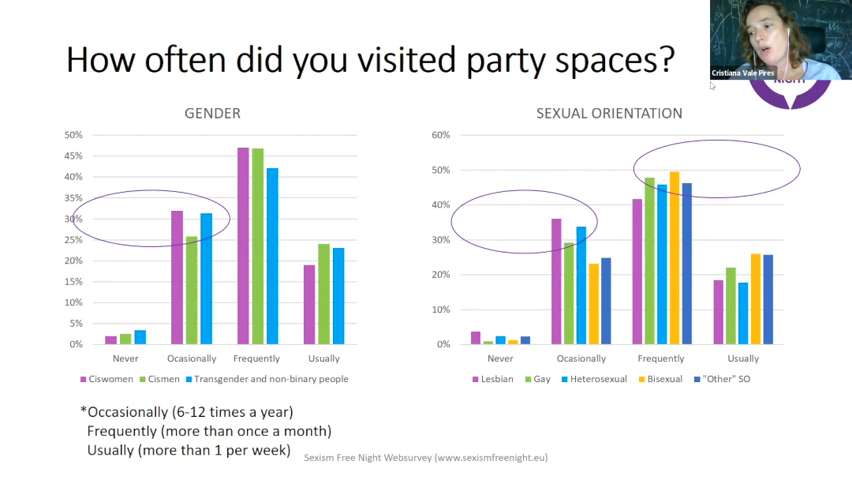 How often did you visited party spaces?
Cristiana Vale Pires
NIGHT
GENDER
50%
45%
40%
35%
30%
25%
20%
15%
10%
5%
0%
Never Ocasionally Frequently Usually
Ciswomen Cismen Transgender and non-binary people
SEXUAL ORIENTATION
60%
50%
40%
30%
20%
10%
0%
Never Ocasionally Frequently Usually
Lesbian Gay Heterosexual Bisexual "Other" SO
*Occasionally (6-12 times a year)
Frequently (more than once a month)
Usually (more than 1 per week)
Sexism Free Night Websurvey (www.sexismfreenight.eu)